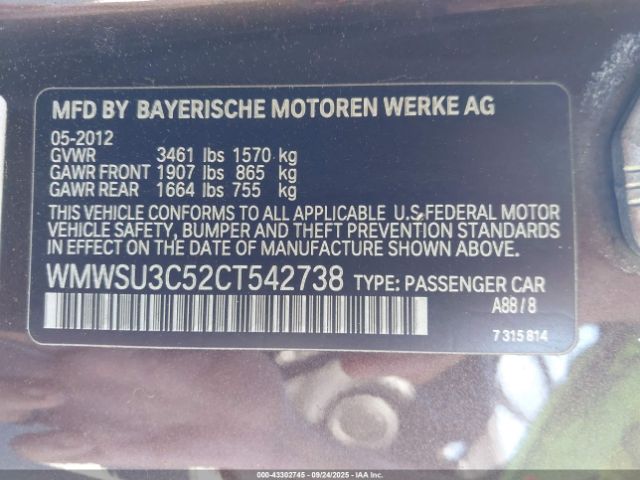 MFD BY BAYERISCHE MOTOREN WERKE AG
05-2012
GVWR 3461 lbs 1570 kg
GAWR FRONT 1907 lbs 865 kg
GAWR REAR 1664 lbs 755 kg
THIS VEHICLE CONFORMS TO ALL APPLICABLE U.S.FEDERAL MOTOR
VEHICLE SAFETY, BUMPER AND THEFT PREVENTION STANDARDS
IN EFFECT ON THE DATE OF MANUFACTURE SHOWN ABOVE.
WMWSU3C52CT542738 TYPE: PASSENGER CAR
A88/8
7 315 814
© 000-43302745 - 09/24/2025 - IAAI.COM